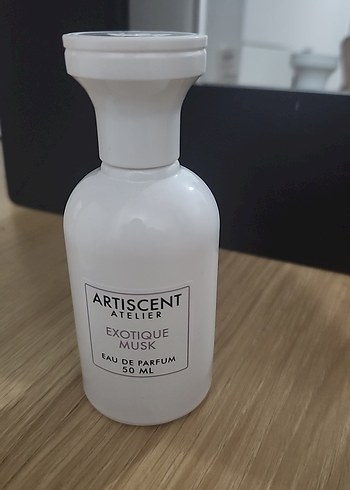 ARTISCENT
ATELIER
EXOTIQUE
MUSK
EAU DE PARFUM
50 ML